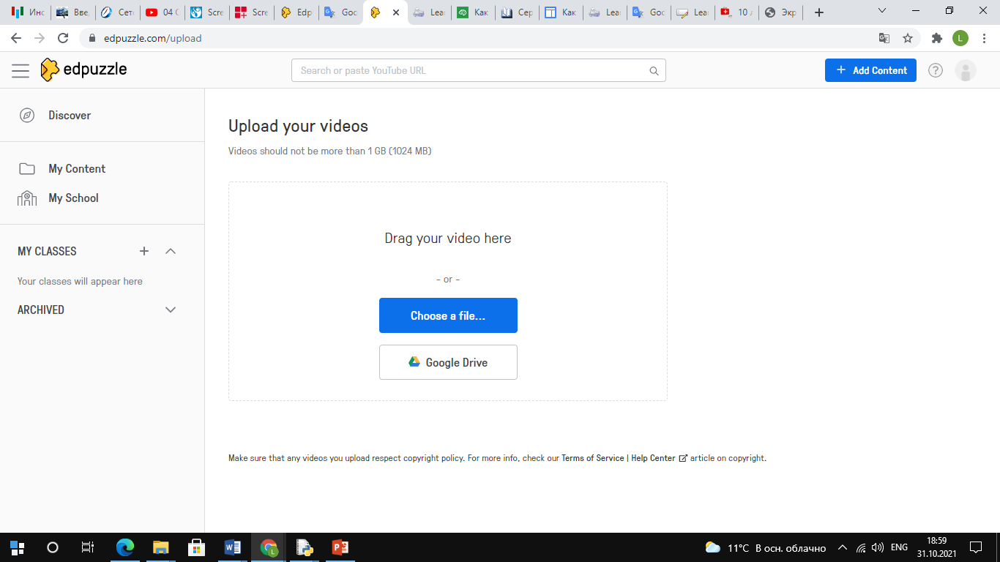 Инс
Вве
Сет
04 С
Scre
Scre
Edp
Goc
Lear
Как
Сер
Как
Lear
Goc
Lear
10 л
Экр
edpuzzle.com/upload
L
edpuzzle
Search or paste YouTube URL
+ Add Content
?
Discover
My Content
My School
MY CLASSES
Your classes will appear here
ARCHIVED
Upload your videos
Videos should not be more than 1 GB (1024 MB)
Drag your video here
- or -
Choose a file...
Google Drive
Make sure that any videos you upload respect copyright policy. For more info, check our Terms of Service | Help Center article on copyright.
11°C В осн. облачно
ENG
18:59
31.10.2021